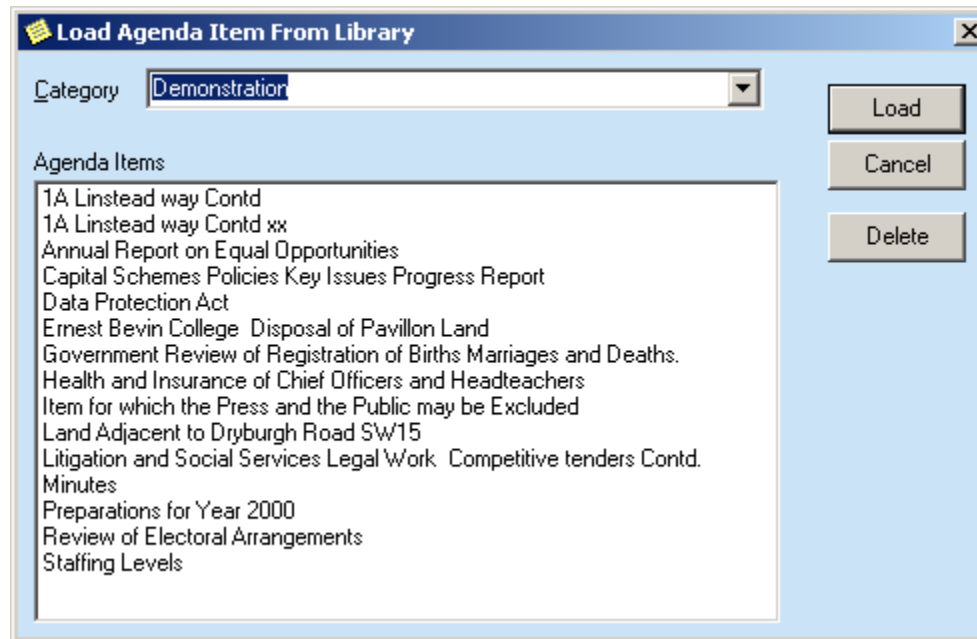 Load Agenda Item From Library
Category Demonstration
Load
Agenda Items
Cancel
Delete
1A Linstead way Contd
1A Linstead way Contd xx
Annual Report on Equal Opportunities
Capital Schemes Policies Key Issues Progress Report
Data Protection Act
Ernest Bevin College  Disposal of Pavillon Land
Government Review of Registration of Births Marriages and Deaths.
Health and Insurance of Chief Officers and Headteachers
Item for which the Press and the Public may be Excluded
Land Adjacent to Dryburgh Road SW15
Litigation and Social Services Legal Work  Competitive tenders Contd.
Minutes
Preparations for Year 2000
Review of Electoral Arrangements
Staffing Levels